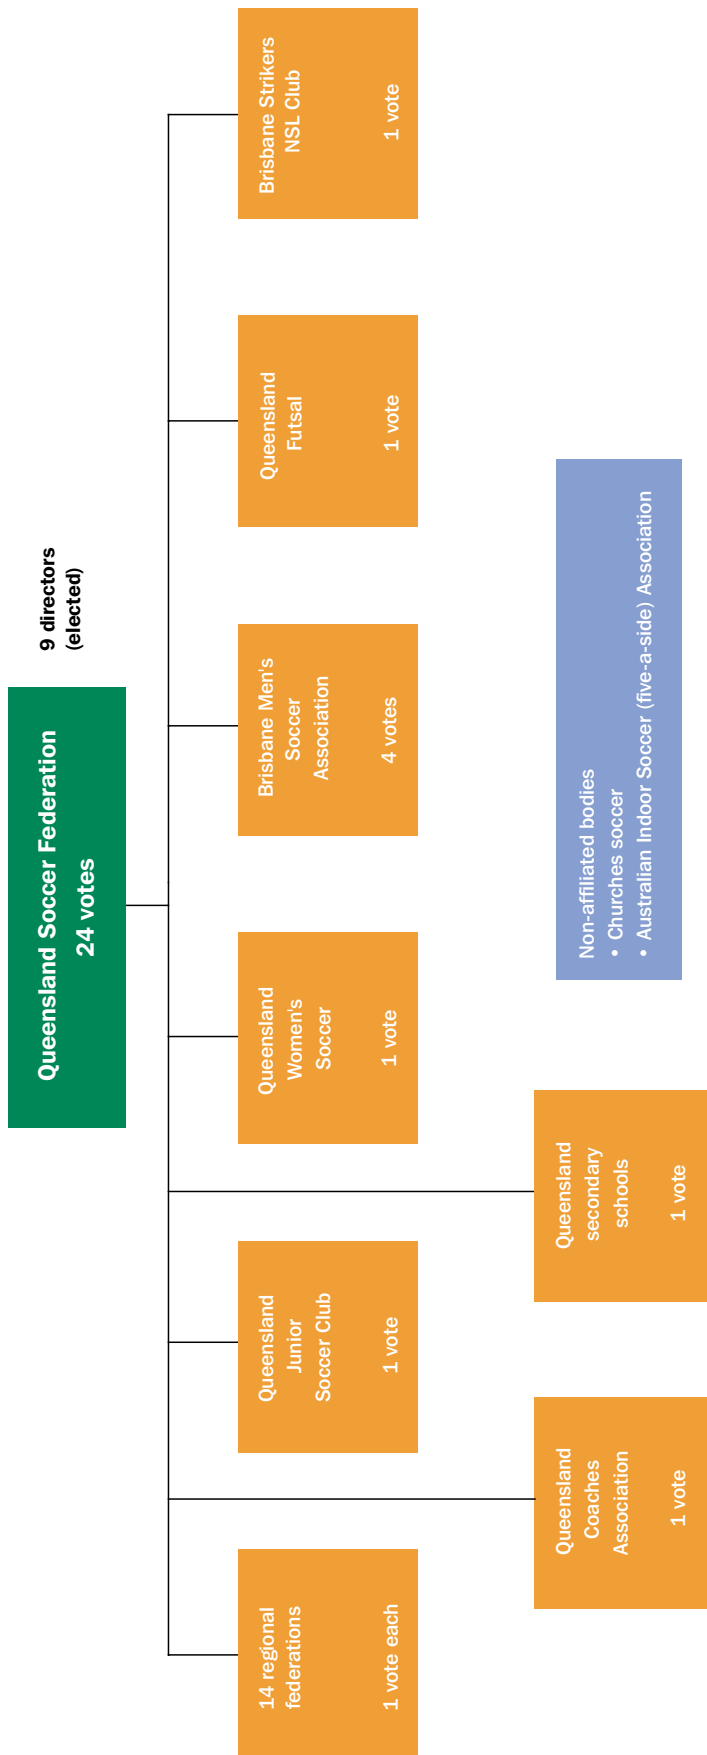 Queensland Soccer Federation
24 votes
9 directors
(elected)
14 regional
federations
1 vote each
Queensland
Junior
Soccer Club
1 vote
Queensland
Women's
Soccer
1 vote
Brisbane Men's
Soccer
Association
4 votes
Queensland
Futsal
1 vote
Brisbane Strikers
NSL Club
1 vote
Queensland
Coaches
Association
1 vote
Queensland
secondary
schools
1 vote
Non-affiliated bodies
• Churches soccer
• Australian Indoor Soccer (five-a-side) Association